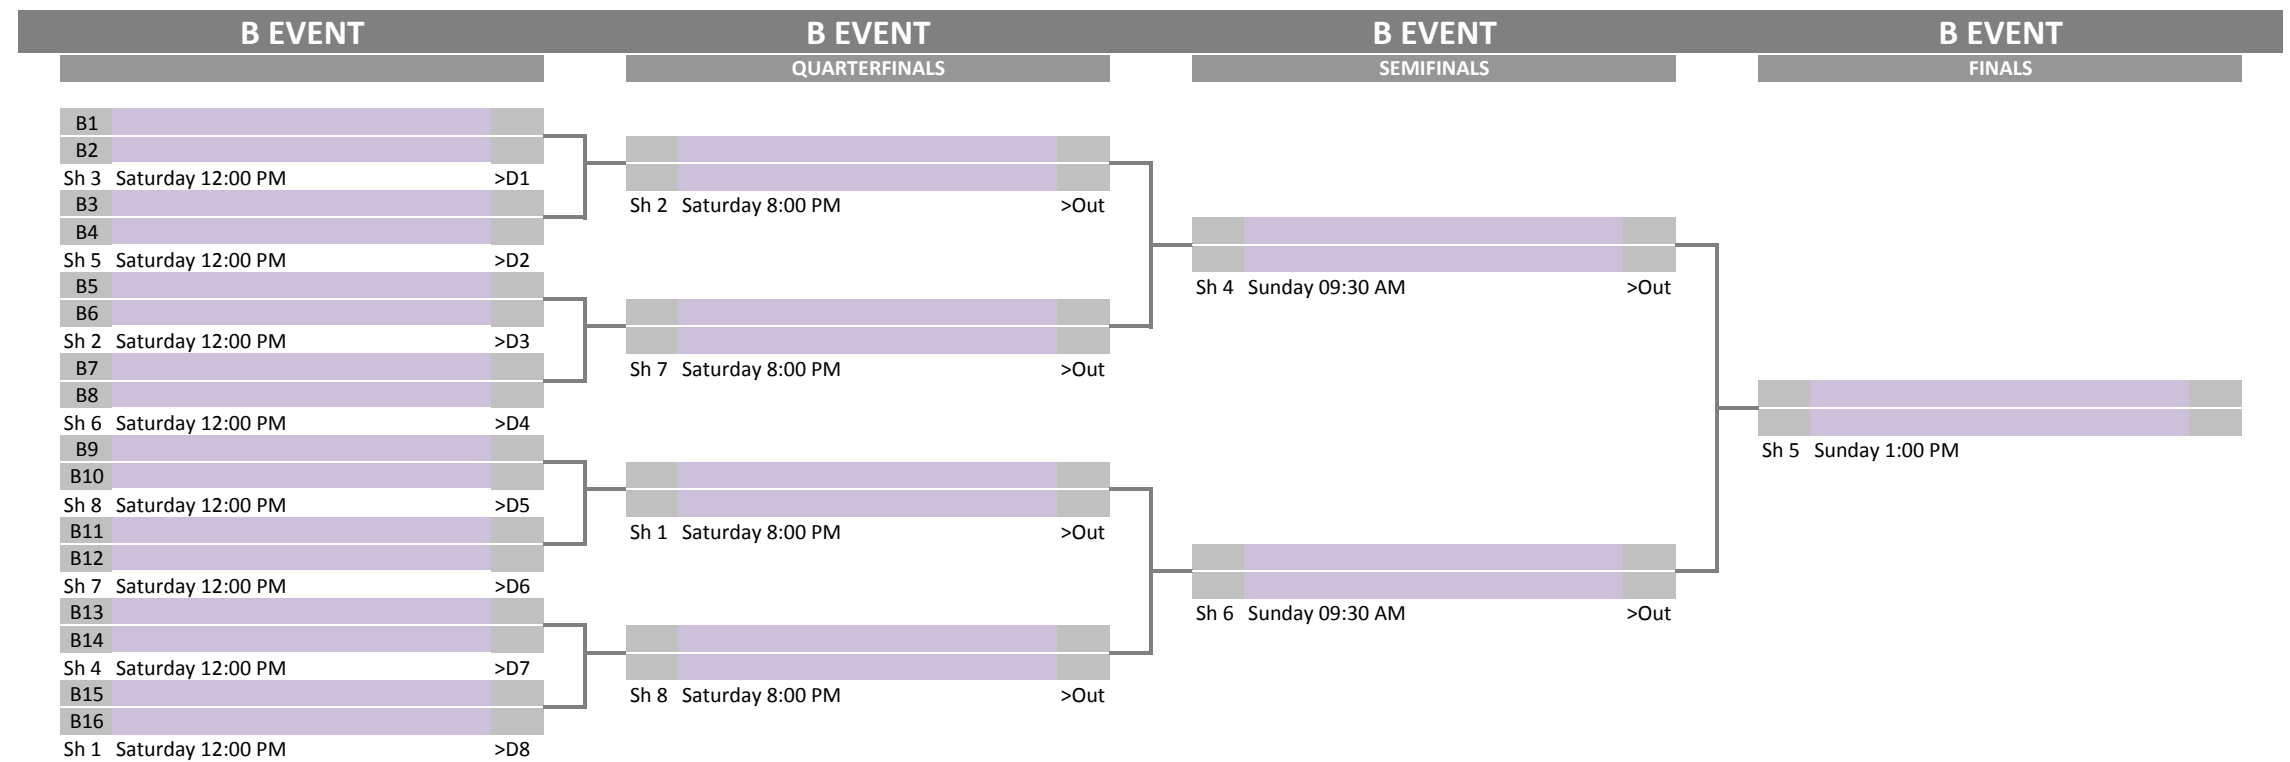 B EVENT B EVENT B EVENT B EVENT
QUARTERFINALS SEMIFINALS FINALS
B1
B2
Sh 3 Saturday 12:00 PM >D1
B3
Sh 2 Saturday 8:00 PM >Out
B4
Sh 5 Saturday 12:00 PM >D2
B5
Sh 4 Sunday 09:30 AM >Out
B6
Sh 2 Saturday 12:00 PM >D3
B7
Sh 7 Saturday 8:00 PM >Out
B8
Sh 6 Saturday 12:00 PM >D4
B9
Sh 5 Sunday 1:00 PM
B10
Sh 8 Saturday 12:00 PM >D5
B11
Sh 1 Saturday 8:00 PM >Out
B12
Sh 7 Saturday 12:00 PM >D6
B13
Sh 6 Sunday 09:30 AM >Out
B14
Sh 4 Saturday 12:00 PM >D7
B15
Sh 8 Saturday 8:00 PM >Out
B16
Sh 1 Saturday 12:00 PM >D8